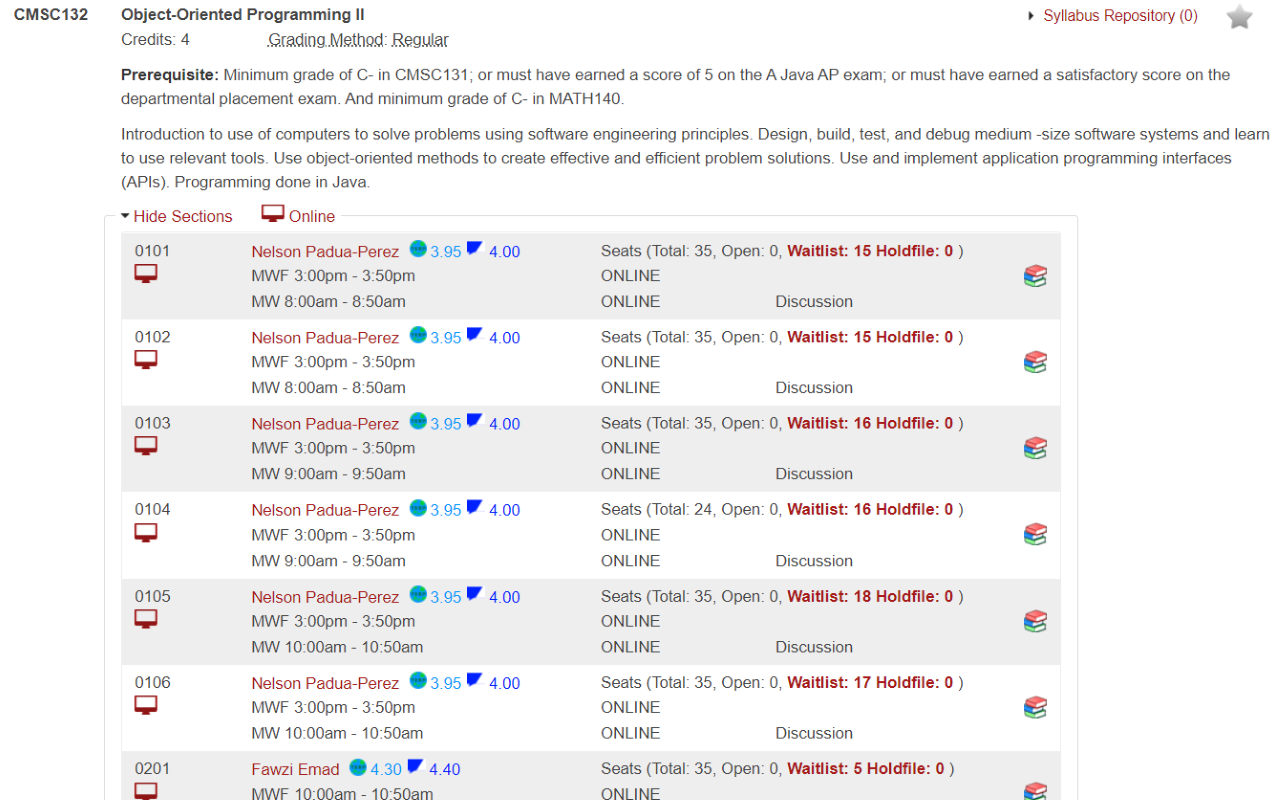 CMSC132 Object-Oriented Programming II Syllabus Repository (0)
Credits: 4 Grading Method: Regular
Prerequisite: Minimum grade of C- in CMSC131; or must have earned a score of 5 on the A Java AP exam; or must have earned a satisfactory score on the
departmental placement exam. And minimum grade of C- in MATH140.
Introduction to use of computers to solve problems using software engineering principles. Design, build, test, and debug medium -size software systems and learn
to use relevant tools. Use object-oriented methods to create effective and efficient problem solutions. Use and implement application programming interfaces
(APIs). Programming done in Java.
Hide Sections Online
0101 Nelson Padua-Perez 3.95 4.00 Seats (Total: 35, Open: 0, Waitlist: 15 Holdfile: 0 )
MWF 3:00pm - 3:50pm ONLINE
MW 8:00am - 8:50am ONLINE Discussion
0102 Nelson Padua-Perez 3.95 4.00 Seats (Total: 35, Open: 0, Waitlist: 15 Holdfile: 0 )
MWF 3:00pm - 3:50pm ONLINE
MW 8:00am - 8:50am ONLINE Discussion
0103 Nelson Padua-Perez 3.95 4.00 Seats (Total: 35, Open: 0, Waitlist: 16 Holdfile: 0 )
MWF 3:00pm - 3:50pm ONLINE
MW 9:00am - 9:50am ONLINE Discussion
0104 Nelson Padua-Perez 3.95 4.00 Seats (Total: 24, Open: 0, Waitlist: 16 Holdfile: 0 )
MWF 3:00pm - 3:50pm ONLINE
MW 9:00am - 9:50am ONLINE Discussion
0105 Nelson Padua-Perez 3.95 4.00 Seats (Total: 35, Open: 0, Waitlist: 18 Holdfile: 0 )
MWF 3:00pm - 3:50pm ONLINE
MW 10:00am - 10:50am ONLINE Discussion
0106 Nelson Padua-Perez 3.95 4.00 Seats (Total: 35, Open: 0, Waitlist: 17 Holdfile: 0 )
MWF 3:00pm - 3:50pm ONLINE
MW 10:00am - 10:50am ONLINE Discussion
0201 Fawzi Emad 4.30 4.40 Seats (Total: 35, Open: 0, Waitlist: 5 Holdfile: 0 )
MWF 10:00am - 10:50am ONLINE